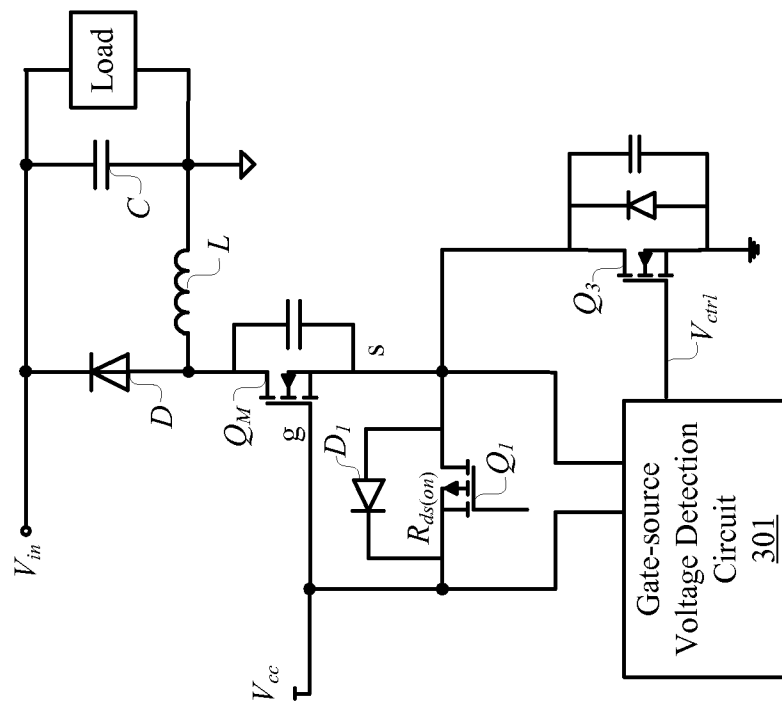 V_in
Load
C
L
D
Q_M
g
s
D_1
R_ds(on)
Q_1
Q_3
V_cc
V_ctrl
Gate-source
Voltage Detection
Circuit
301